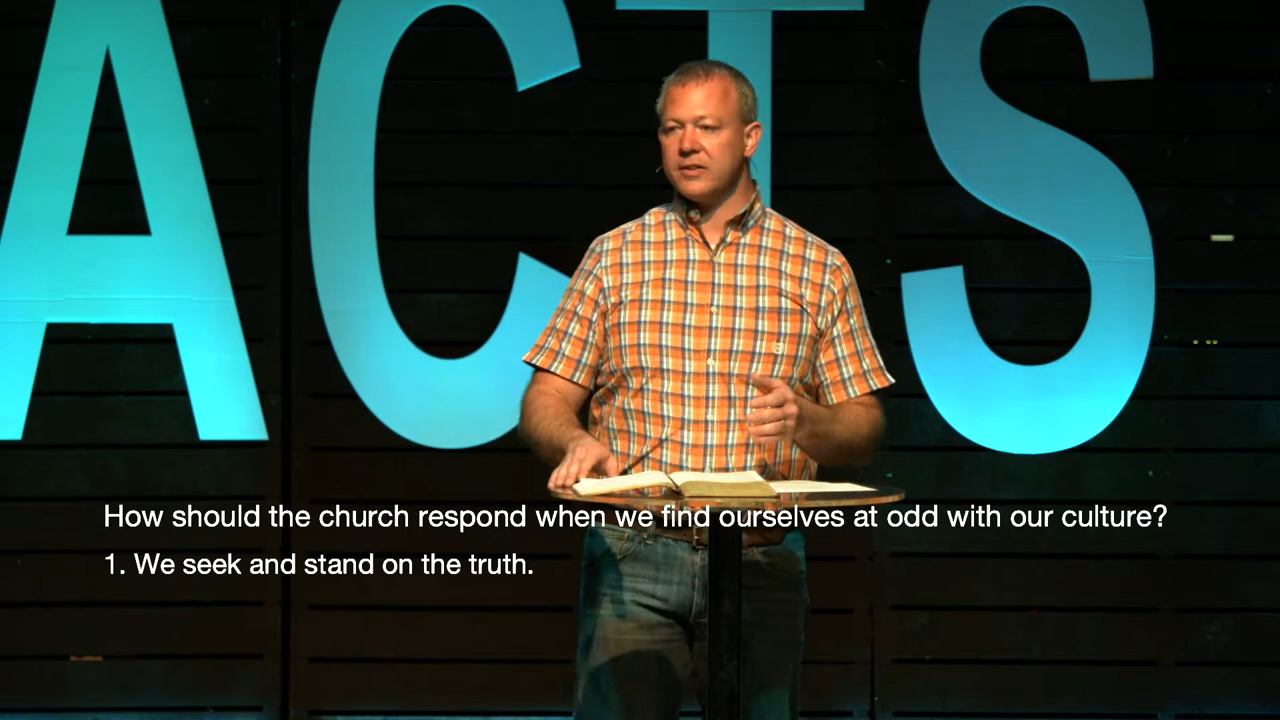 ACTS
How should the church respond when we find ourselves at odd with our culture?
1. We seek and stand on the truth.